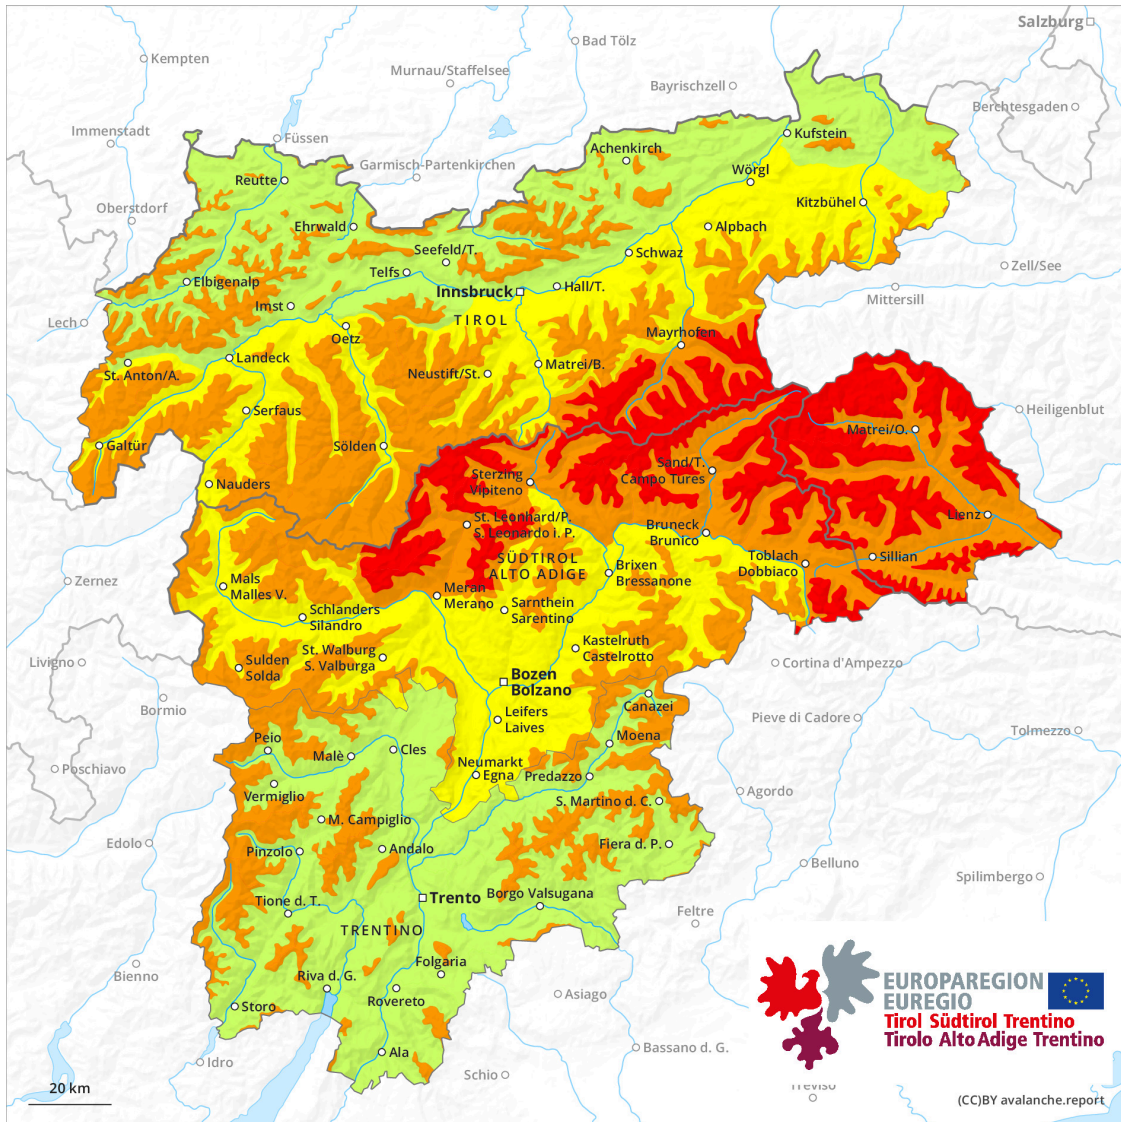 Salzburg
Bad Tölz
Kempten
Murnau/Staffelsee
Bayrischzell
Berchtesgaden
Immenstadt
Füssen
Kufstein
Achenkirch
Garmisch-Partenkirchen
Wörgl
Reutte
Oberstdorf
Kitzbühel
Ehrwald
Alpbach
Seefeld/T.
Schwaz
Zell/See
Telfs
Elbigenalp
Hall/T.
Innsbruck
Mittersill
Imst
TIROL
Lech
Mayrhofen
Oetz
Landeck
Matrei/B.
St. Anton/A.
Neustift/St.
Serfaus
Heiligenblut
Matrei/O.
Galtür
Sölden
Sand/T.
Campo Tures
Sterzing
Vipiteno
Nauders
Lienz
St. Leonhard/P.
S. Leonardo i. P.
Bruneck
Brunico
SÜDTIROL
ALTO ADIGE
Toblach
Dobbiaco
Sillian
Brixen
Bressanone
Zernez
Mals
Malles V.
Meran
Merano
Schlanders
Silandro
Sarnthein
Sarentino
Kastelruth
Castelrotto
St. Walburg
S. Valburga
Livigno
Sulden
Solda
Cortina d'Ampezzo
Bozen
Bolzano
Bormio
Canazei
Leifers
Laives
Pieve di Cadore
Tolmezzo
Peio
Moena
Malè
Cles
Neumarkt
Egna
Poschiavo
Predazzo
Vermiglio
Agordo
S. Martino d. C.
M. Campiglio
Edolo
Pinzolo
Andalo
Fiera d. P.
Belluno
Spilimbergo
Trento
Borgo Valsugana
Tione d. T.
Feltre
TRENTINO
Folgaria
Bienno
Riva d. G.
Rovereto
Asiago
Storo
EUROPAREGION
EUREGIO
Tirol Südtirol Trentino
Tirolo Alto Adige Trentino
Ala
Bassano d. G.
Idro
Schio
Treviso
20 km
(CC)BY avalanche.report